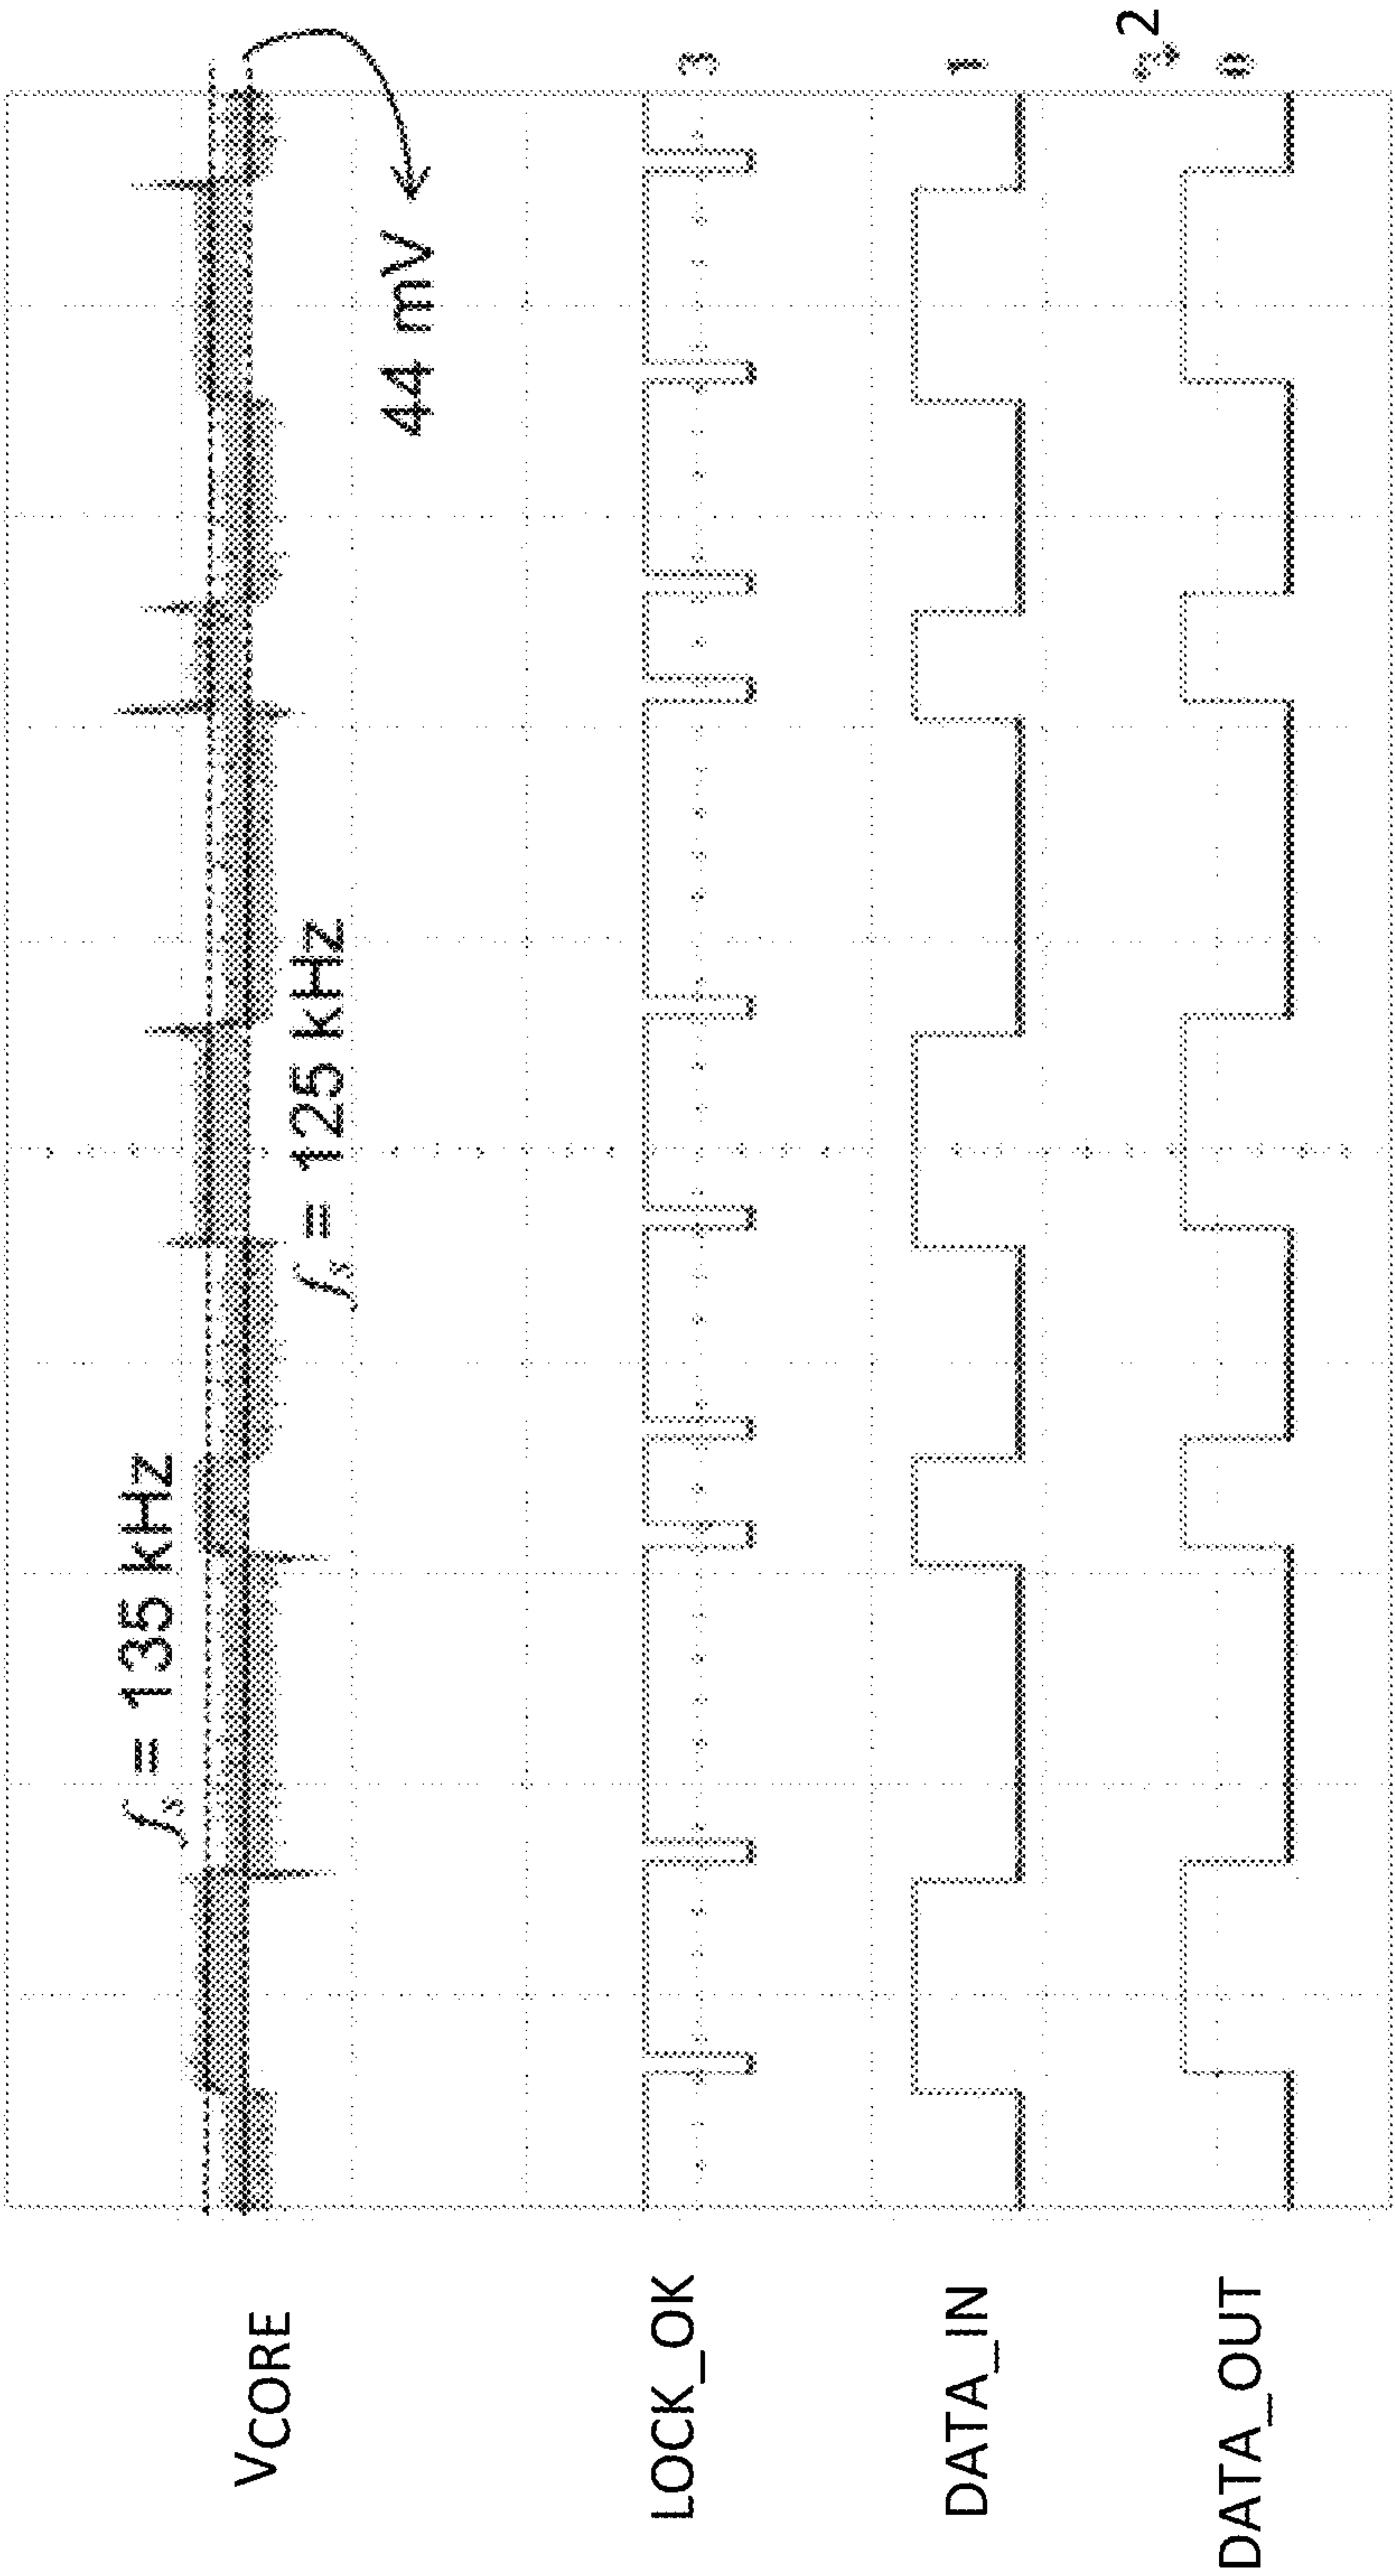 fs = 135 kHz
fs = 125 kHz
44 mV
VCORE
LOCK_OK
3
DATA_IN
1
2
DATA_OUT
0